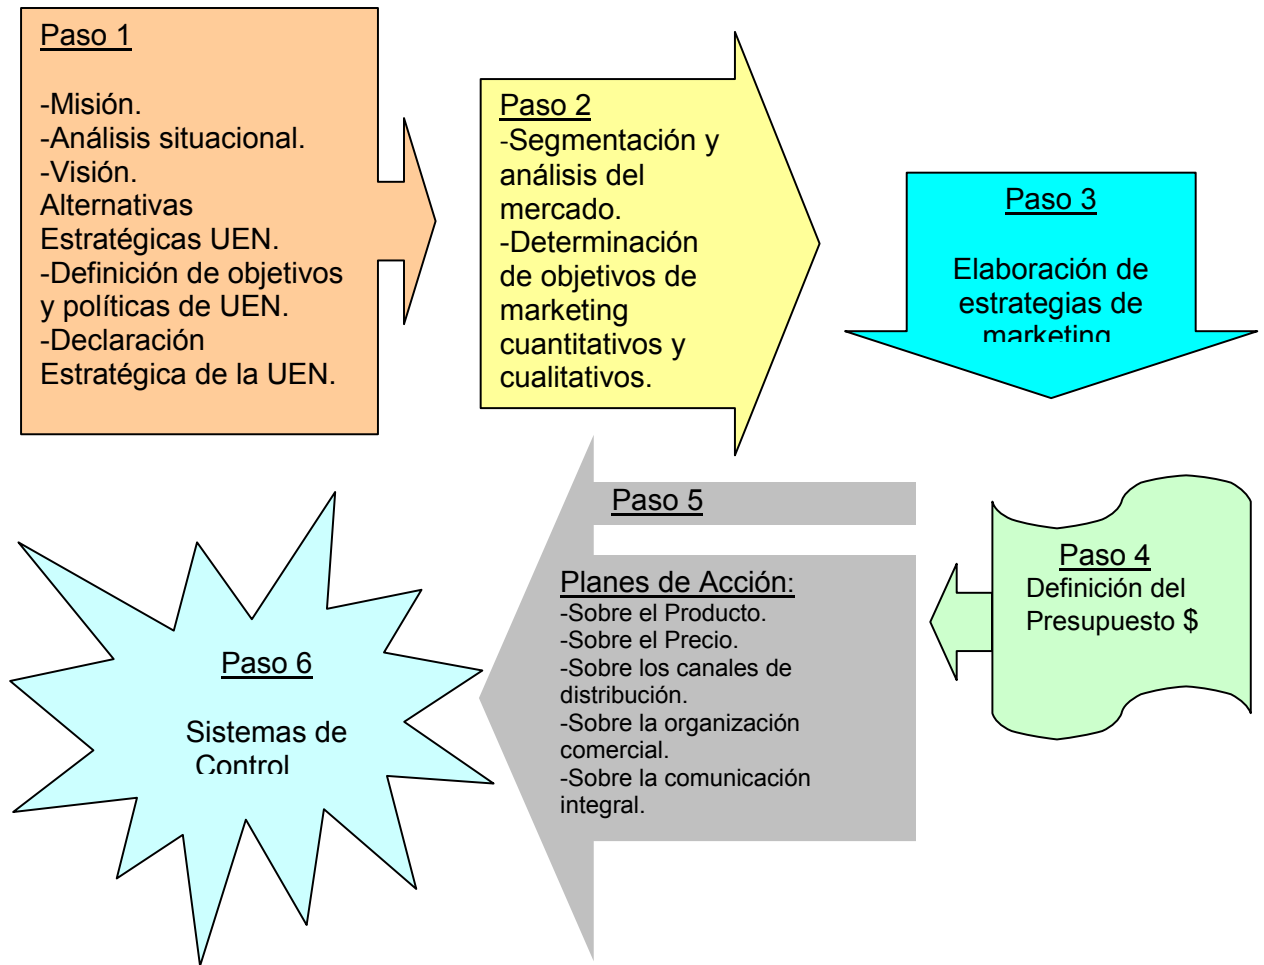 Paso 1
-Misión.
-Análisis situacional.
-Visión.
Alternativas
Estratégicas UEN.
-Definición de objetivos
y políticas de UEN.
-Declaración
Estratégica de la UEN.
Paso 2
-Segmentación y
análisis del
mercado.
-Determinación
de objetivos de
marketing
cuantitativos y
cualitativos.
Paso 3
Elaboración de
estrategias de
marketing
Paso 4
Definición del
Presupuesto $
Paso 5
Planes de Acción:
-Sobre el Producto.
-Sobre el Precio.
-Sobre los canales de
distribución.
-Sobre la organización
comercial.
-Sobre la comunicación
integral.
Paso 6
Sistemas de
Control